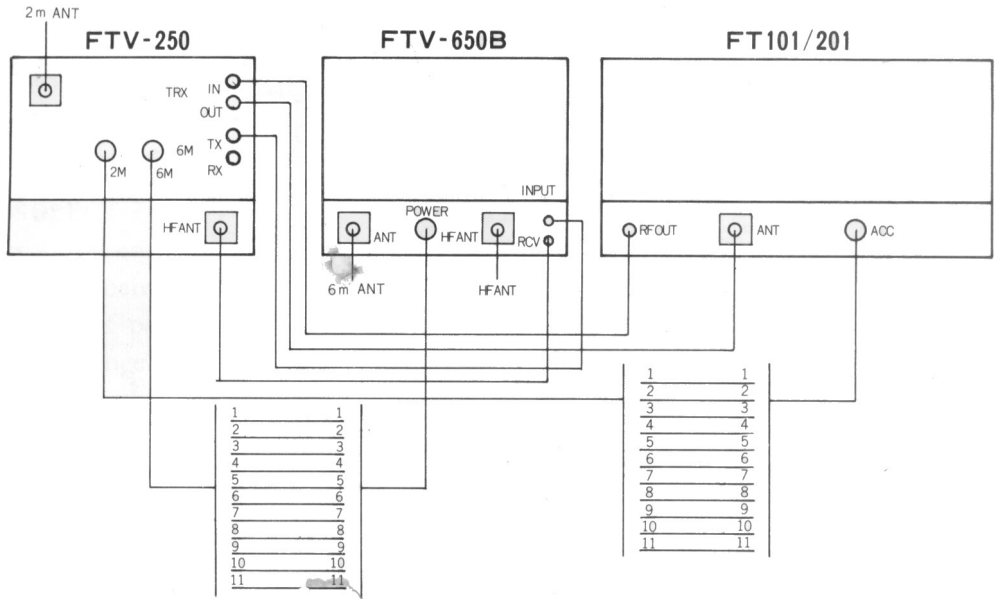 2m ANT
FTV-250
FTV-650B
FT101/201
TRX
IN
OUT
TX
RX
2M
6M
6M
HFANT
INPUT
POWER
ANT
HFANT
RCV
6m ANT
HFANT
RFOUT
ANT
ACC
1 1
2 2
3 3
4 4
5 5
6 6
7 7
8 8
9 9
10 10
11 11
1 1
2 2
3 3
4 4
5 5
6 6
7 7
8 8
9 9
10 10
11 11